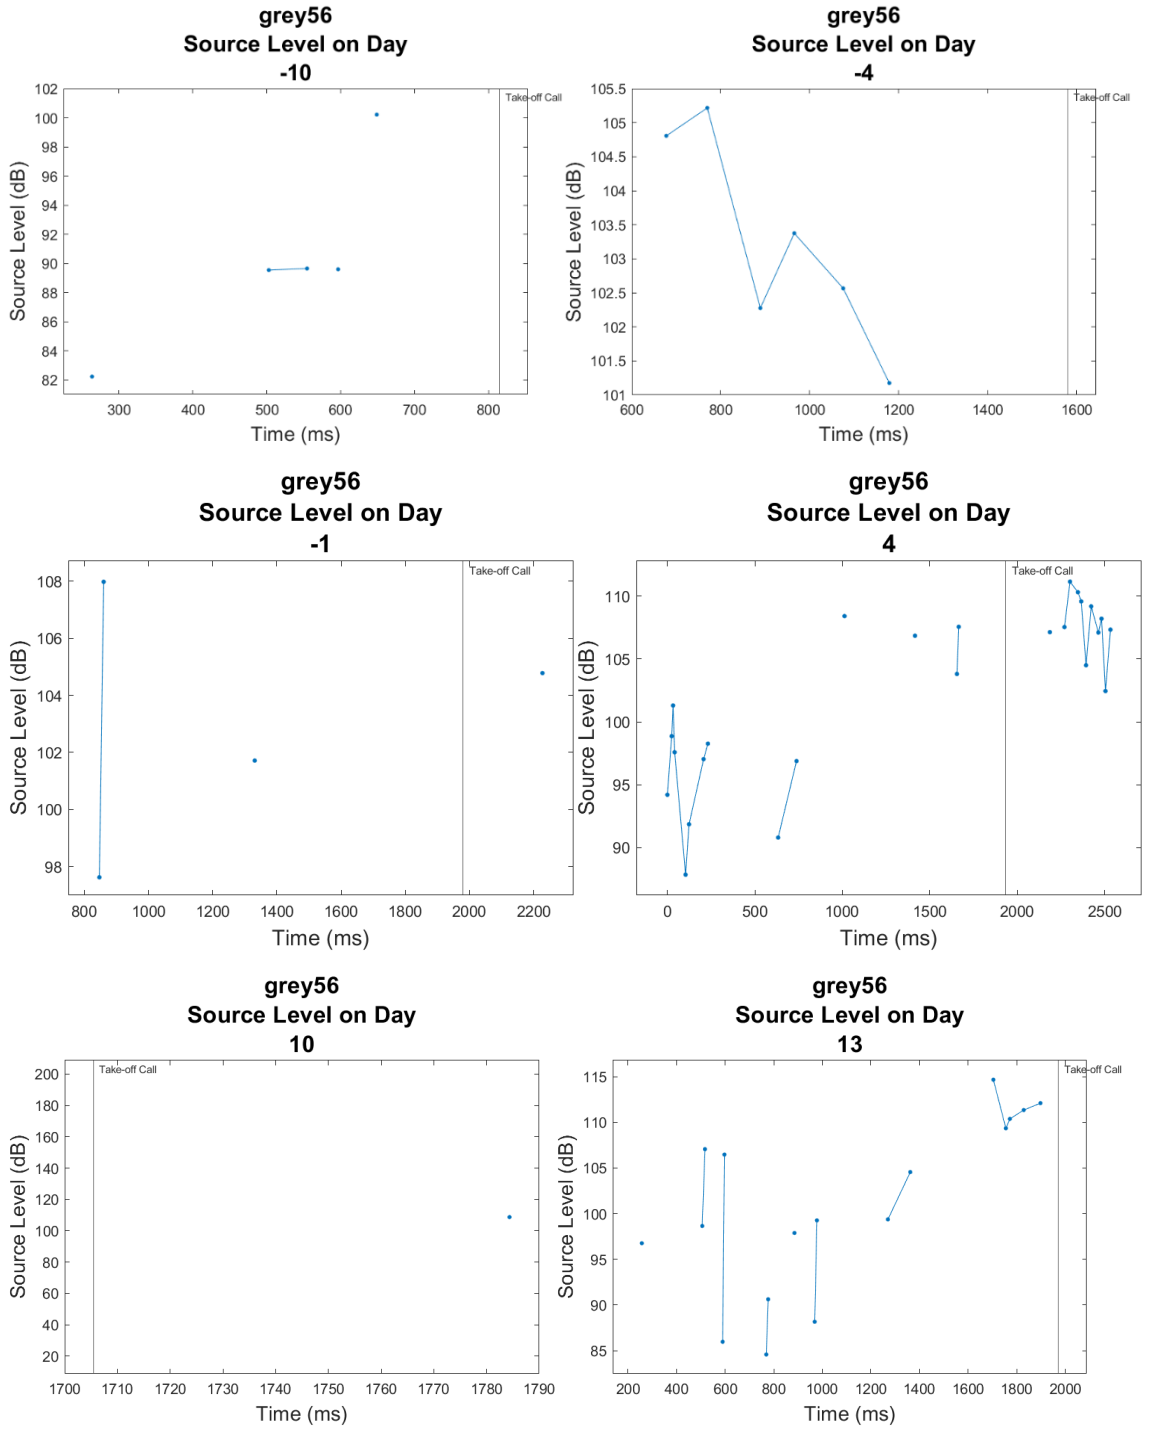 grey56
Source Level on Day
-10
102
100
98
96
94
92
90
88
86
84
82
Source Level (dB)
Take-off Call
300 400 500 600 700 800
Time (ms)
grey56
Source Level on Day
-4
105.5
105
104.5
104
103.5
103
102.5
102
101.5
101
Source Level (dB)
Take-off Call
600 800 1000 1200 1400 1600
Time (ms)
grey56
Source Level on Day
-1
108
106
104
102
100
98
Source Level (dB)
Take-off Call
800 1000 1200 1400 1600 1800 2000 2200
Time (ms)
grey56
Source Level on Day
4
110
105
100
95
90
Source Level (dB)
Take-off Call
0 500 1000 1500 2000 2500
Time (ms)
grey56
Source Level on Day
10
200
180
160
140
120
100
80
60
40
20
Source Level (dB)
Take-off Call
1700 1710 1720 1730 1740 1750 1760 1770 1780 1790
Time (ms)
grey56
Source Level on Day
13
115
110
105
100
95
90
85
Source Level (dB)
Take-off Call
200 400 600 800 1000 1200 1400 1600 1800 2000
Time (ms)